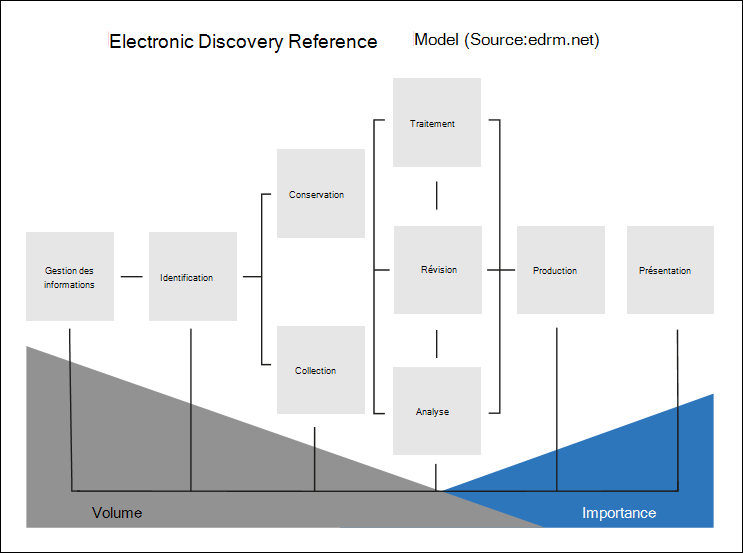 Electronic Discovery Reference Model (Source:edrm.net)
Traitement
Conservation
Gestion des
informations
Identification
Révision
Production
Présentation
Collection
Analyse
Volume
Importance